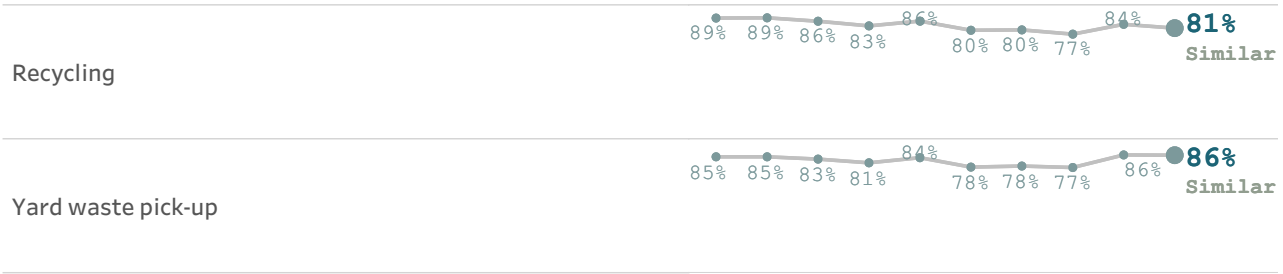 86% 84% 81%
89% 89% 86% 83% 80% 80% 77%
Similar
Recycling
84% 86%
85% 85% 83% 81% 78% 78% 77% 86%
Similar
Yard waste pick-up